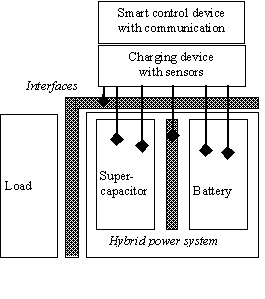 Smart control device
with communication
Charging device
with sensors
Interfaces
Load
Super-
capacitor
Battery
Hybrid power system